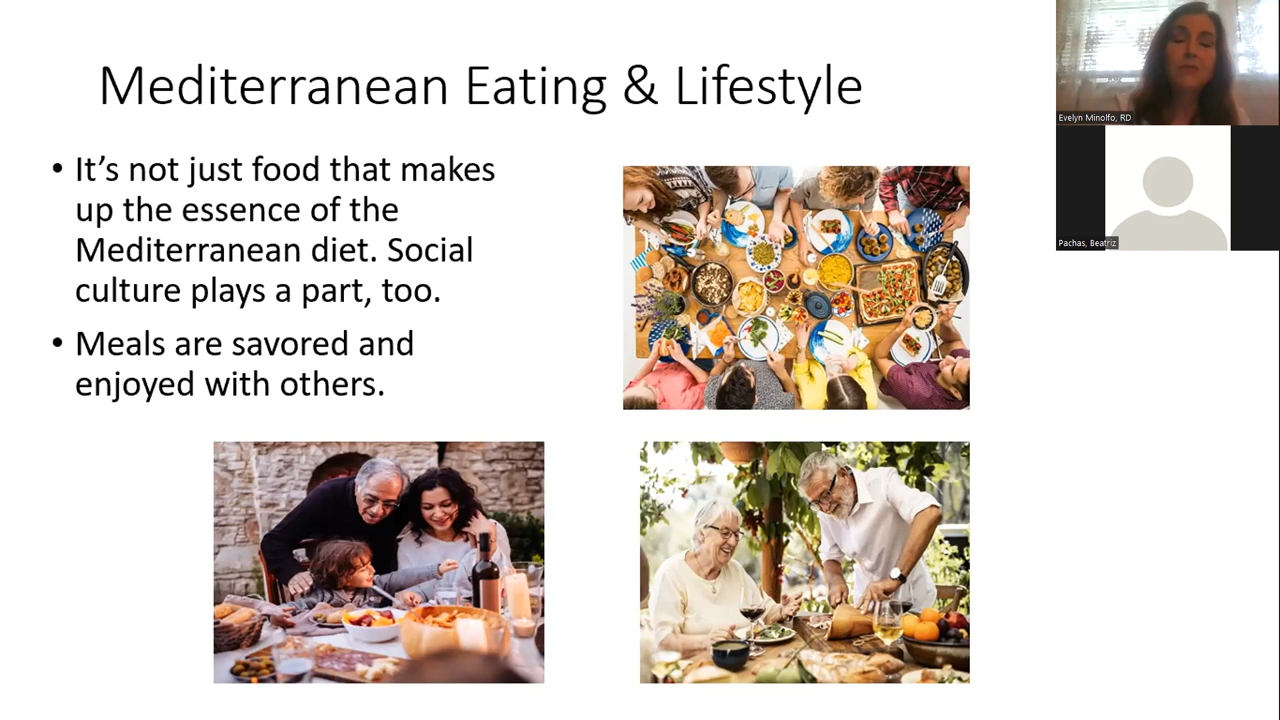 Mediterranean Eating & Lifestyle
• It’s not just food that makes
up the essence of the
Mediterranean diet. Social
culture plays a part, too.
• Meals are savored and
enjoyed with others.
Evelyn Minolfo, RD
Pachas, Beatriz